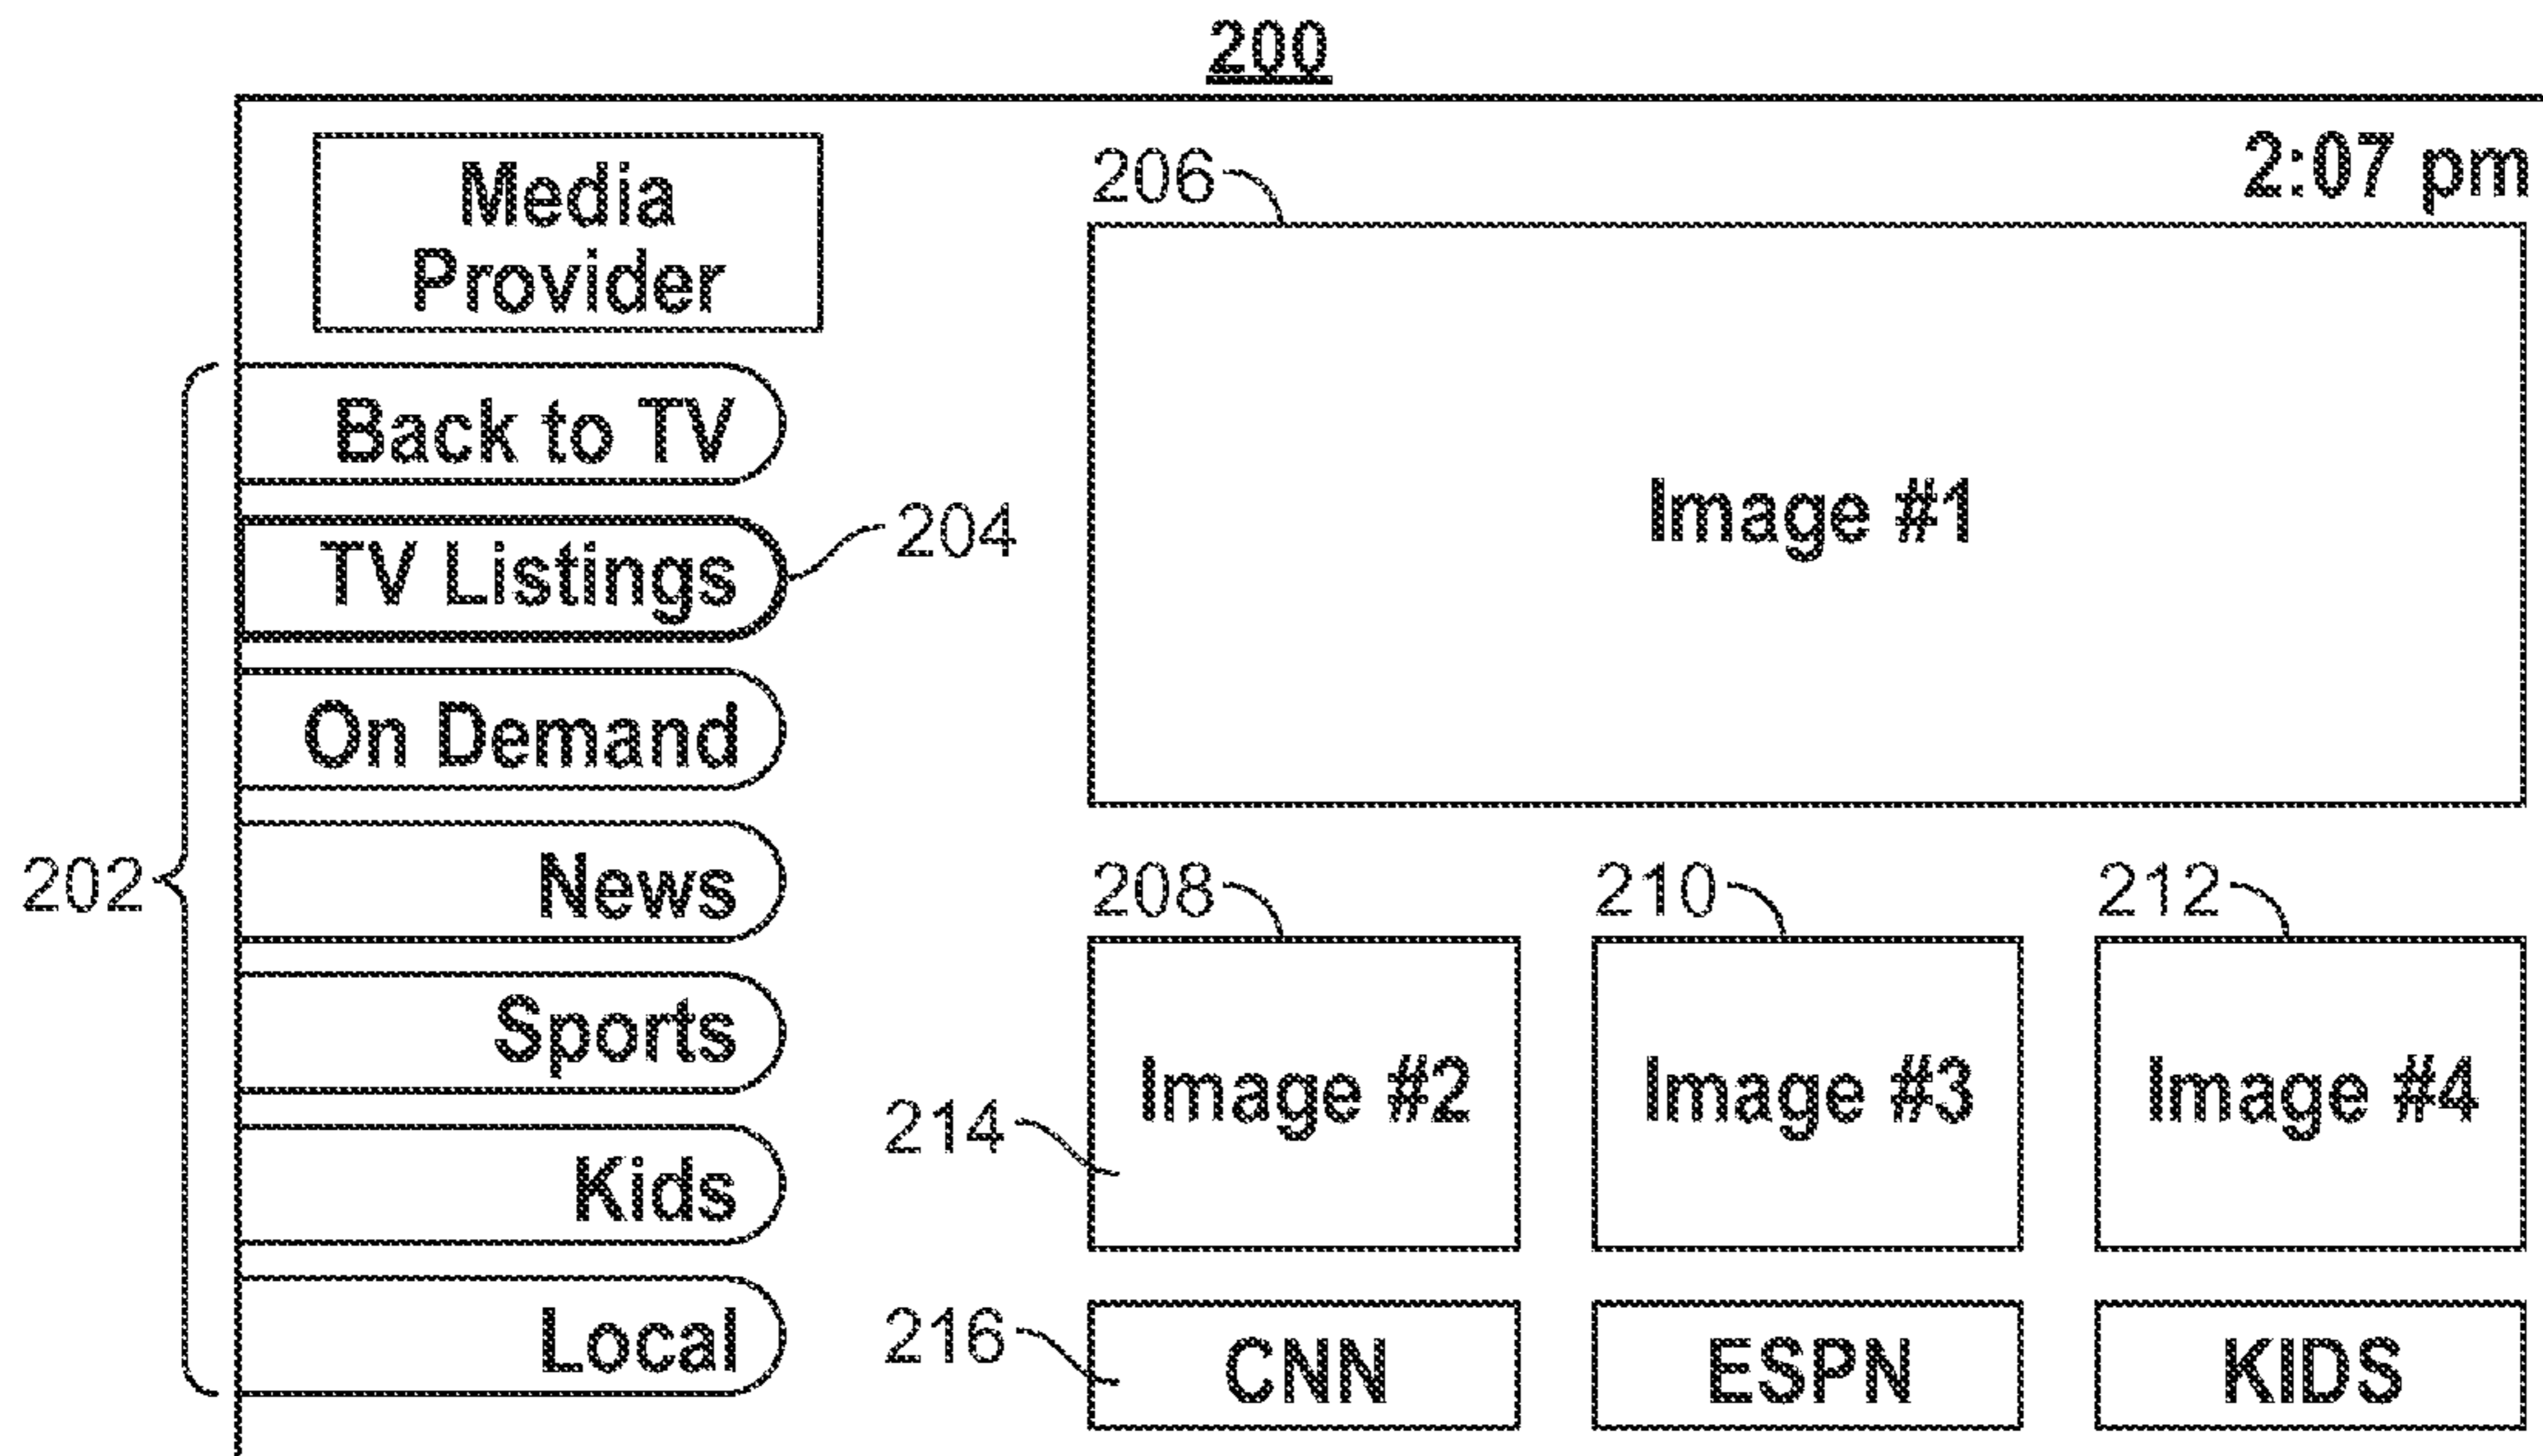 200
2:07 pm
Media
Provider
206
Back to TV
Image #1
204
TV Listings
On Demand
202
News
208
210
212
Sports
Image #2
Image #3
Image #4
214
Kids
216
Local
CNN
ESPN
KIDS